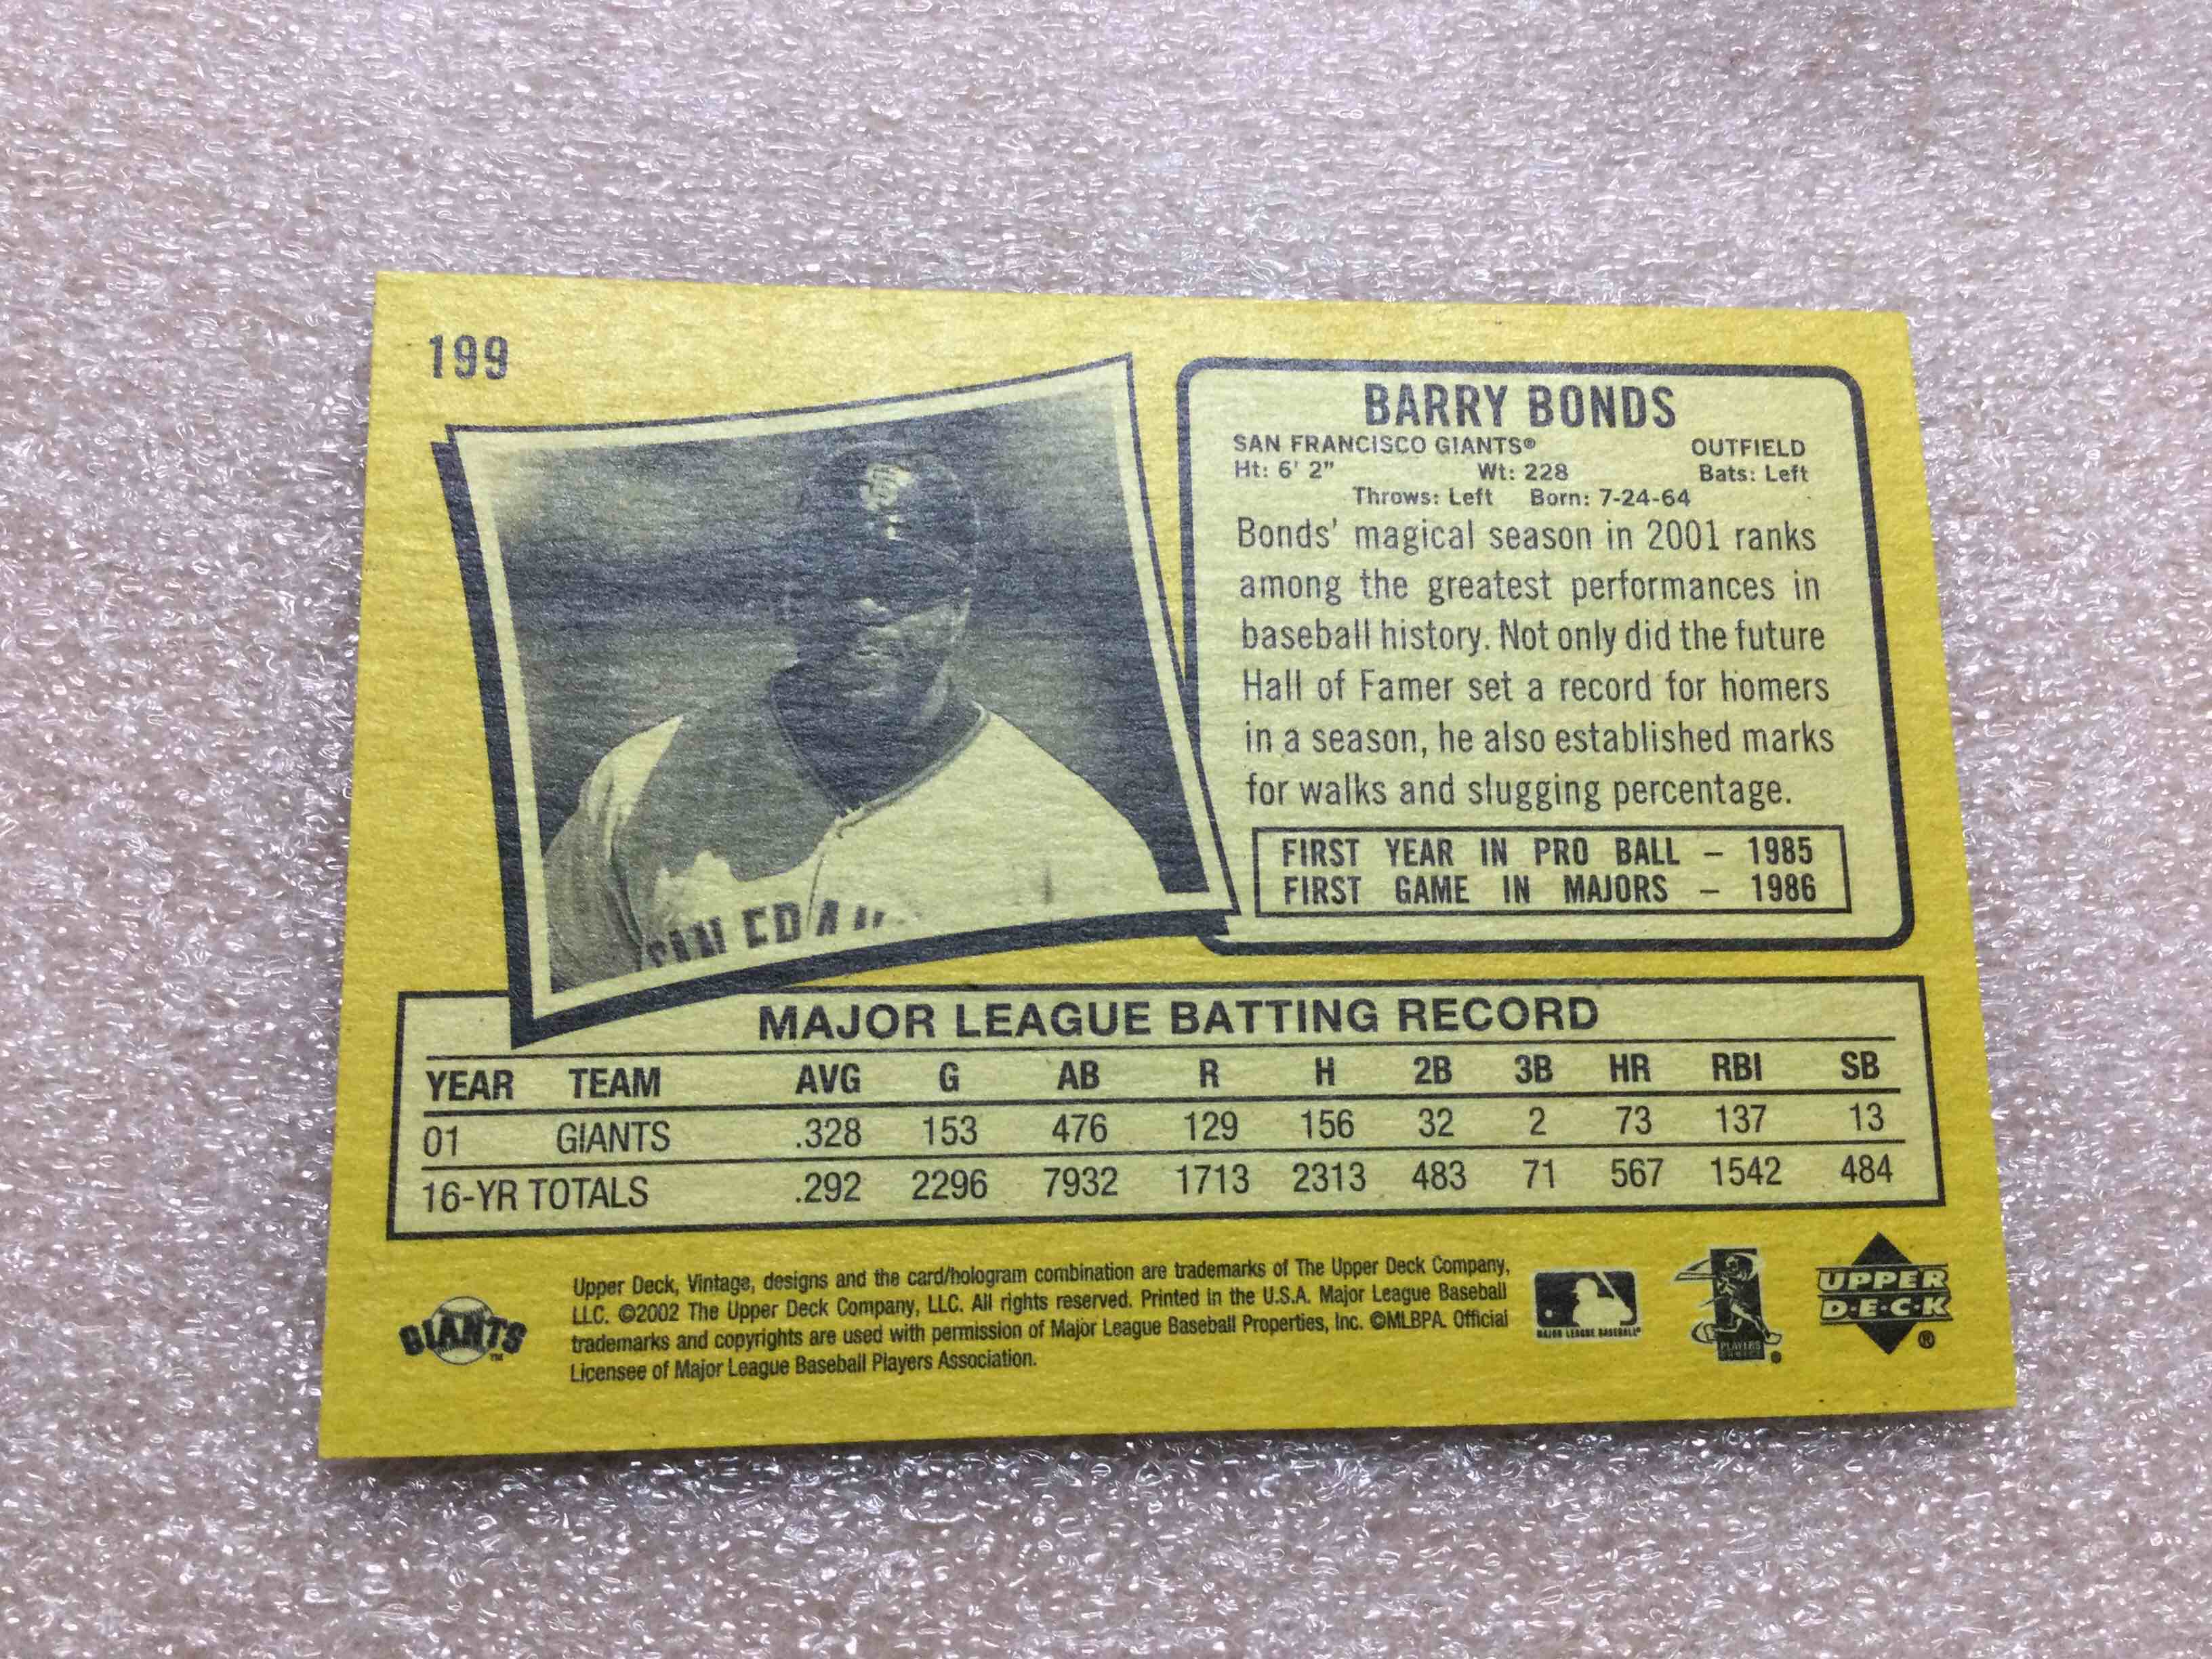 199
BARRY BONDS
SAN FRANCISCO GIANTS® OUTFIELD
Ht: 6' 2" Wt: 228 Bats: Left
Throws: Left Born: 7-24-64
Bonds' magical season in 2001 ranks
among the greatest performances in
baseball history. Not only did the future
Hall of Famer set a record for homers
in a season, he also established marks
for walks and slugging percentage.
FIRST YEAR IN PRO BALL – 1985
FIRST GAME IN MAJORS – 1986
SAN FRAN
MAJOR LEAGUE BATTING RECORD
YEAR TEAM AVG G AB R H 2B 3B HR RBI SB
01 GIANTS .328 153 476 129 156 32 2 73 137 13
16-YR TOTALS .292 2296 7932 1713 2313 483 71 567 1542 484
GIANTS™
Upper Deck, Vintage, designs and the card/hologram combination are trademarks of The Upper Deck Company,
LLC. ©2002 The Upper Deck Company, LLC. All rights reserved. Printed in the U.S.A. Major League Baseball
trademarks and copyrights are used with permission of Major League Baseball Properties, Inc. ©MLBPA. Official
Licensee of Major League Baseball Players Association.
MAJOR LEAGUE BASEBALL®
PLAYERS
CHOICE®
UPPER
D·E·C·K
®